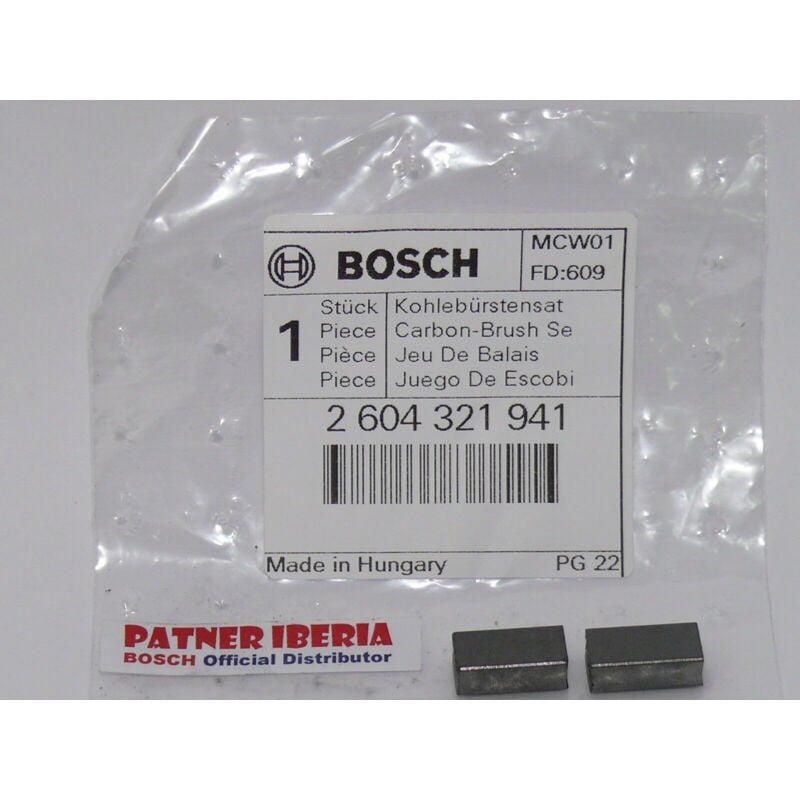 BOSCH
MCW01
FD:609
1
Stück
Piece
Pièce
Piece
Kohlebürstensat
Carbon-Brush Se
Jeu De Balais
Juego De Escobi
2 604 321 941
Made in Hungary
PG 22
PATNER IBERIA
BOSCH Official Distributor